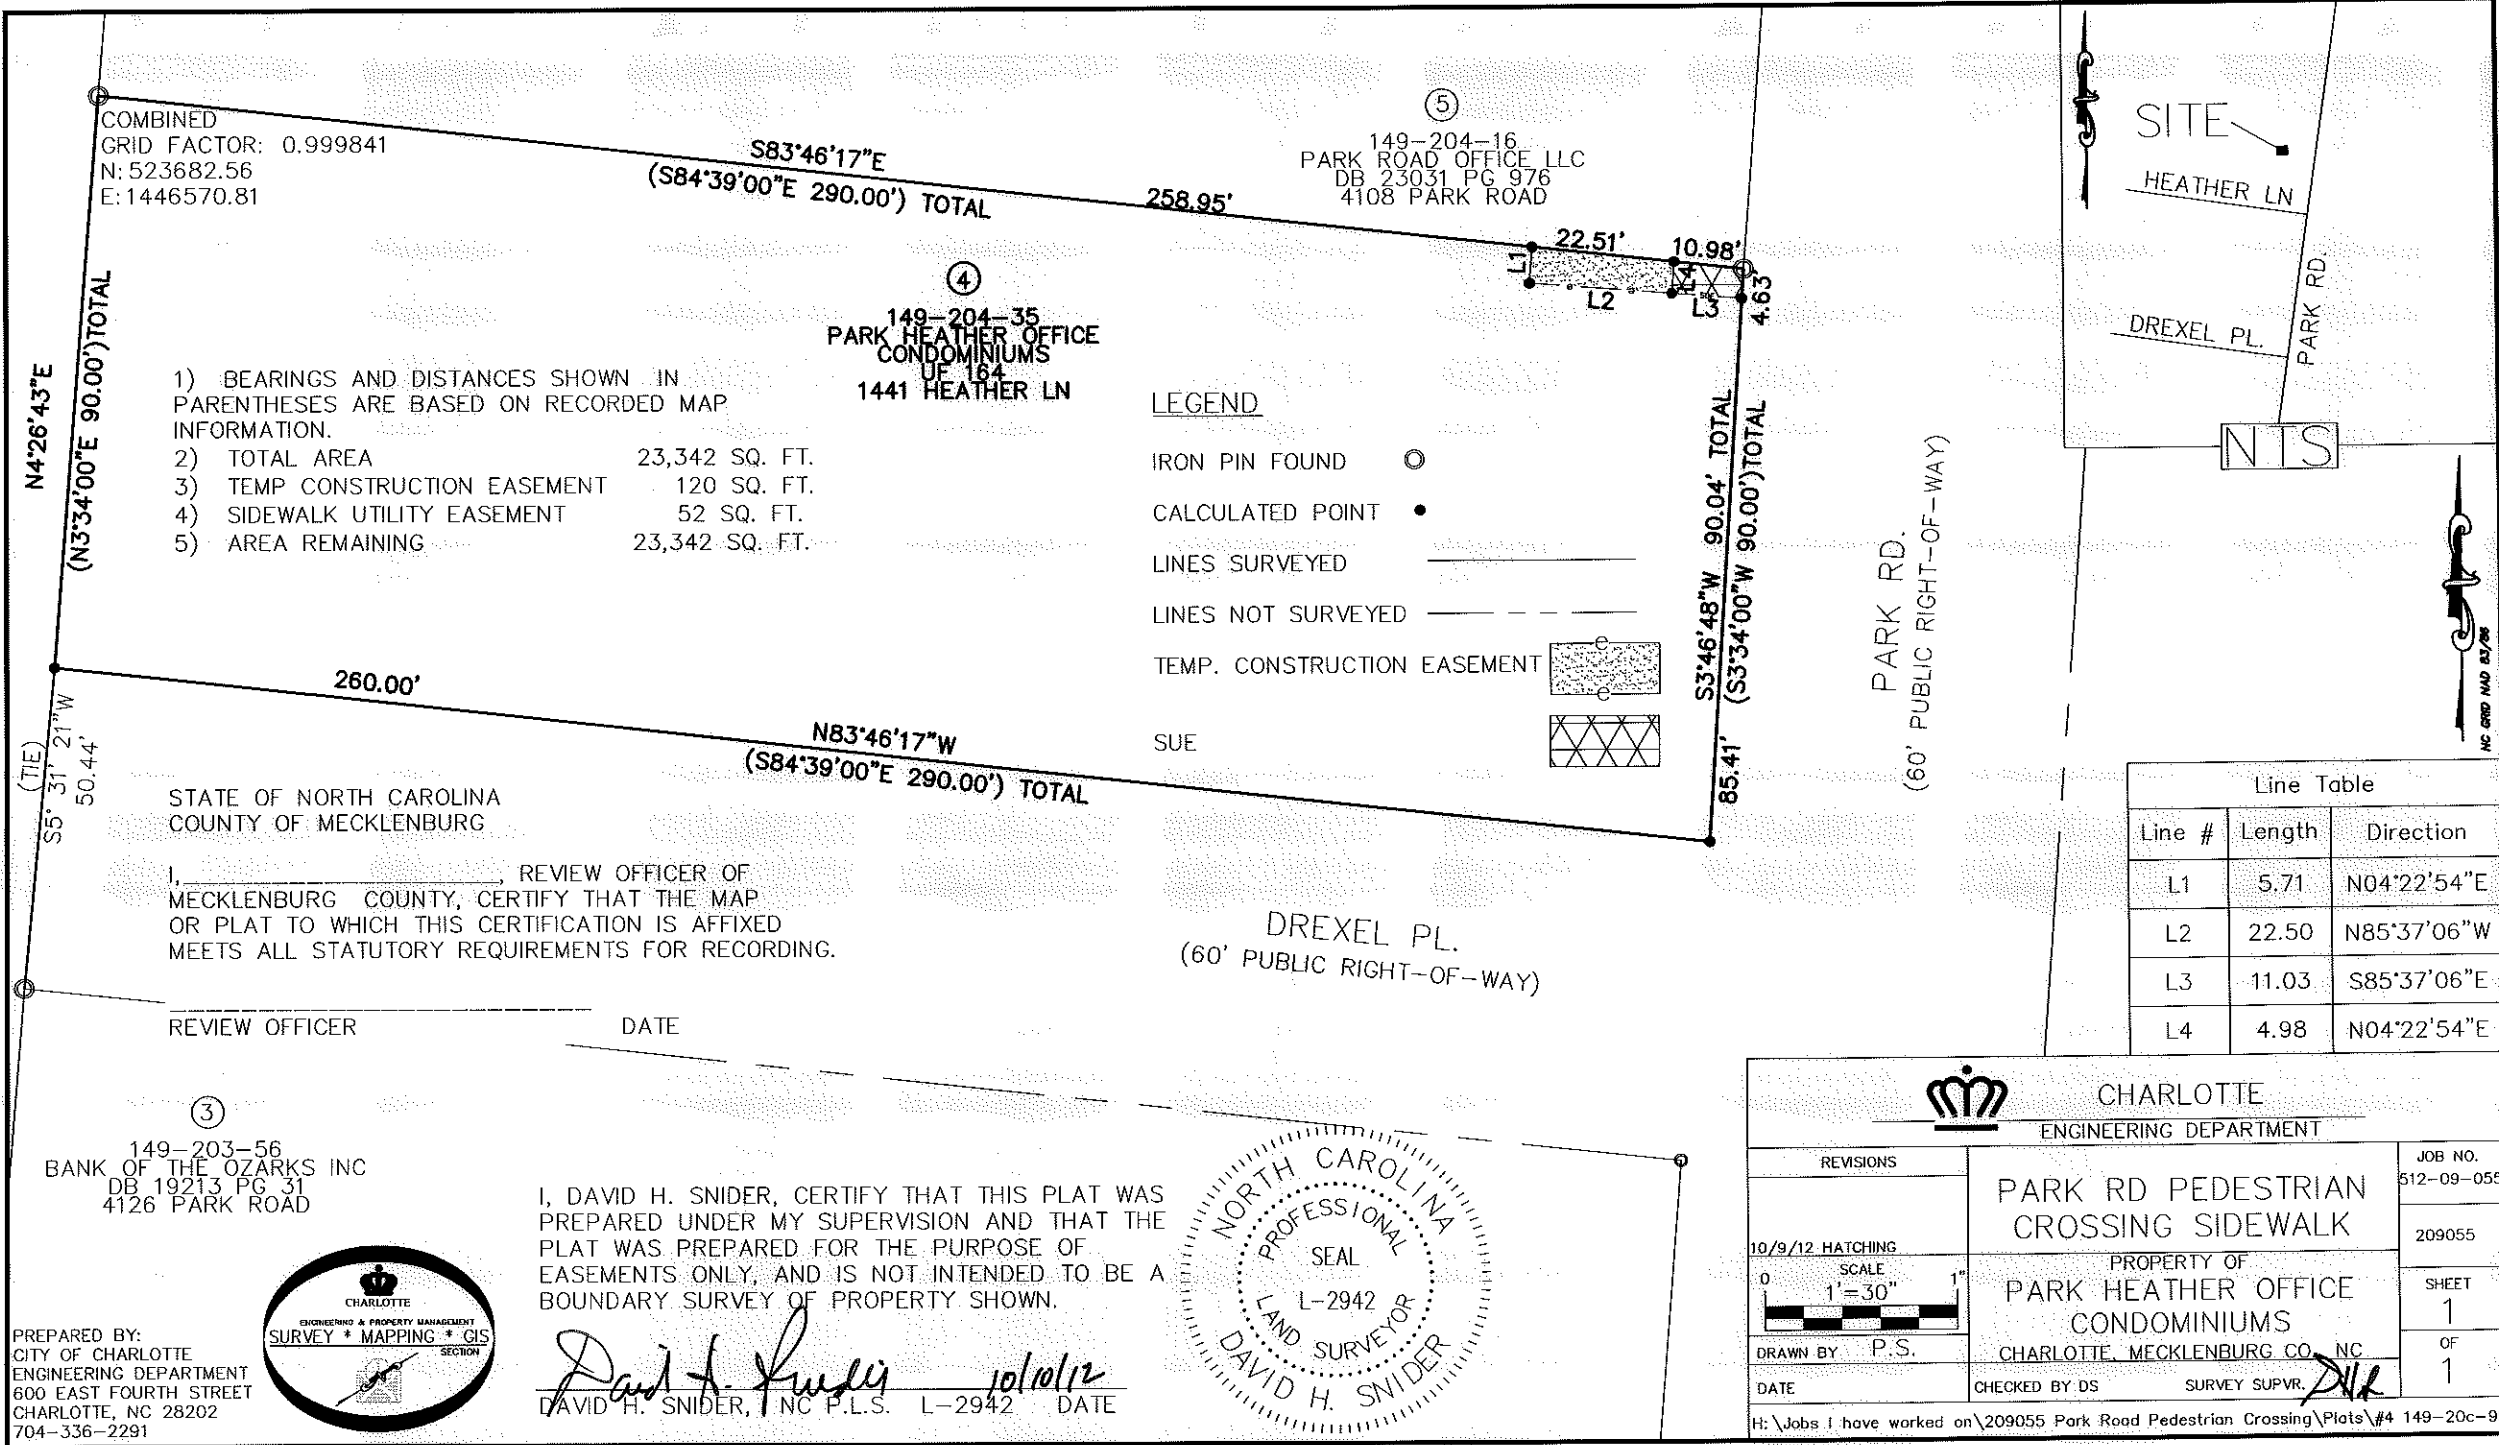 COMBINED
GRID FACTOR: 0.999841
N: 523682.56
E: 1446570.81
S83°46'17"E
(S84°39'00"E 290.00') TOTAL
258.95'
22.51'
10.98'
4.63'
L1
L2
L3
L4
5
149-204-16
PARK ROAD OFFICE LLC
DB 23031 PG 976
4108 PARK ROAD
4
149-204-35
PARK HEATHER OFFICE
CONDOMINIUMS
UF 164
1441 HEATHER LN
N4°26'43"E
(N3°34'00"E 90.00')TOTAL
1) BEARINGS AND DISTANCES SHOWN IN
PARENTHESES ARE BASED ON RECORDED MAP
INFORMATION.
2) TOTAL AREA 23,342 SQ. FT.
3) TEMP CONSTRUCTION EASEMENT 120 SQ. FT.
4) SIDEWALK UTILITY EASEMENT 52 SQ. FT.
5) AREA REMAINING 23,342 SQ. FT.
LEGEND
IRON PIN FOUND
CALCULATED POINT
LINES SURVEYED
LINES NOT SURVEYED
TEMP. CONSTRUCTION EASEMENT
e
e
SUE
S3°46'48"W 90.04' TOTAL
(S3°34'00"W 90.00')TOTAL
85.41'
PARK RD.
(60' PUBLIC RIGHT-OF-WAY)
SITE
HEATHER LN
DREXEL PL.
PARK RD.
NTS
NC GRID NAD 83/86
260.00'
N83°46'17"W
(S84°39'00"E 290.00') TOTAL
(TIE)
S5° 31' 21"W
50.44'
STATE OF NORTH CAROLINA
COUNTY OF MECKLENBURG
I, , REVIEW OFFICER OF
MECKLENBURG COUNTY, CERTIFY THAT THE MAP
OR PLAT TO WHICH THIS CERTIFICATION IS AFFIXED
MEETS ALL STATUTORY REQUIREMENTS FOR RECORDING.
REVIEW OFFICER DATE
DREXEL PL.
(60' PUBLIC RIGHT-OF-WAY)
Line Table
Line # Length Direction
L1 5.71 N04°22'54"E
L2 22.50 N85°37'06"W
L3 11.03 S85°37'06"E
L4 4.98 N04°22'54"E
3
149-203-56
BANK OF THE OZARKS INC
DB 19213 PG 31
4126 PARK ROAD
PREPARED BY:
CITY OF CHARLOTTE
ENGINEERING DEPARTMENT
600 EAST FOURTH STREET
CHARLOTTE, NC 28202
704-336-2291
CHARLOTTE
ENGINEERING & PROPERTY MANAGEMENT
SURVEY * MAPPING * GIS
SECTION
I, DAVID H. SNIDER, CERTIFY THAT THIS PLAT WAS
PREPARED UNDER MY SUPERVISION AND THAT THE
PLAT WAS PREPARED FOR THE PURPOSE OF
EASEMENTS ONLY, AND IS NOT INTENDED TO BE A
BOUNDARY SURVEY OF PROPERTY SHOWN.
David H. Snider 10/10/12
DAVID H. SNIDER, NC P.L.S. L-2942 DATE
NORTH CAROLINA
PROFESSIONAL
SEAL
L-2942
LAND SURVEYOR
DAVID H. SNIDER
CHARLOTTE
ENGINEERING DEPARTMENT
REVISIONS
10/9/12 HATCHING
SCALE
0 1"
1'=30"
DRAWN BY P.S.
DATE
PARK RD PEDESTRIAN
CROSSING SIDEWALK
PROPERTY OF
PARK HEATHER OFFICE
CONDOMINIUMS
CHARLOTTE, MECKLENBURG CO., NC
CHECKED BY DS SURVEY SUPVR.
JOB NO.
512-09-055
209055
SHEET
1
OF
1
H: \Jobs I have worked on\209055 Park Road Pedestrian Crossing\Plats\#4 149-20c-9